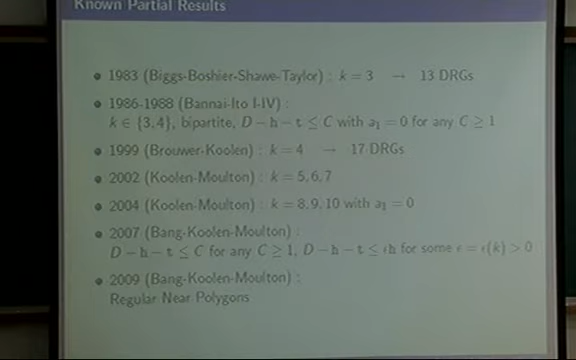 Known Partial Results
1983 (Biggs-Boshier-Shawe-Taylor) : k = 3 → 13 DRGs
1986-1988 (Bannai-Ito I-IV) :
k ∈ {3, 4}, bipartite, D − h − t ≤ C with a₁ = 0 for any C ≥ 1
1999 (Brouwer-Koolen) : k = 4 → 17 DRGs
2002 (Koolen-Moulton) : k = 5, 6, 7
2004 (Koolen-Moulton) : k = 8, 9, 10 with a₁ = 0
2007 (Bang-Koolen-Moulton) :
D − h − t ≤ C for any C ≥ 1, D − h − t ≤ ϵh for some ϵ = ϵ(k) > 0
2009 (Bang-Koolen-Moulton) :
Regular Near Polygons